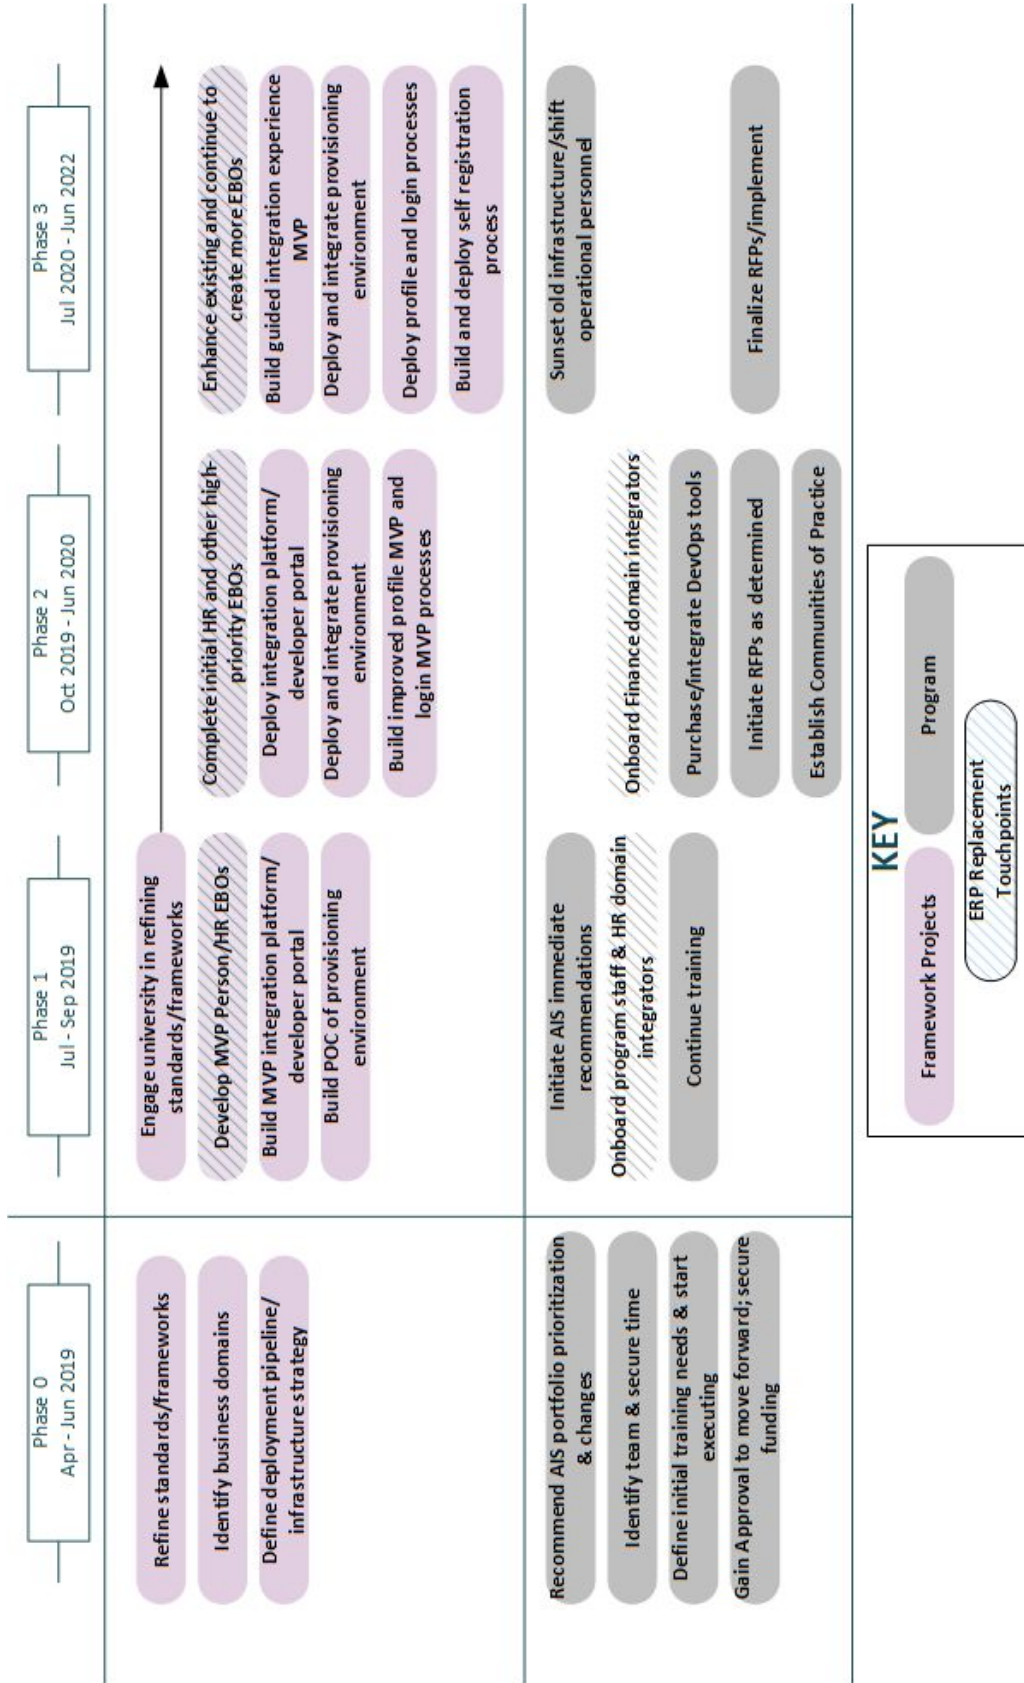 Phase 0
Apr - Jun 2019
Phase 1
Jul - Sep 2019
Phase 2
Oct 2019 - Jun 2020
Phase 3
Jul 2020 - Jun 2022
Refine standards/frameworks
Identify business domains
Define deployment pipeline/
infrastructure strategy
Engage university in refining
standards/frameworks
Develop MVP Person/HR EBOs
Build MVP integration platform/
developer portal
Build POC of provisioning
environment
Complete initial HR and other high-
priority EBOs
Deploy integration platform/
developer portal
Deploy and integrate provisioning
environment
Build improved profile MVP and
login MVP processes
Enhance existing and continue to
create more EBOs
Build guided integration experience
MVP
Deploy and integrate provisioning
environment
Deploy profile and login processes
Build and deploy self registration
process
Recommend AIS portfolio prioritization
& changes
Identify team & secure time
Define initial training needs & start
executing
Gain Approval to move forward; secure
funding
Initiate AIS immediate
recommendations
Onboard program staff & HR domain
integrators
Continue training
Onboard Finance domain integrators
Purchase/integrate DevOps tools
Initiate RFPs as determined
Establish Communities of Practice
Sunset old infrastructure/shift
operational personnel
Finalize RFPs/implement
KEY
Framework Projects
Program
ERP Replacement
Touchpoints